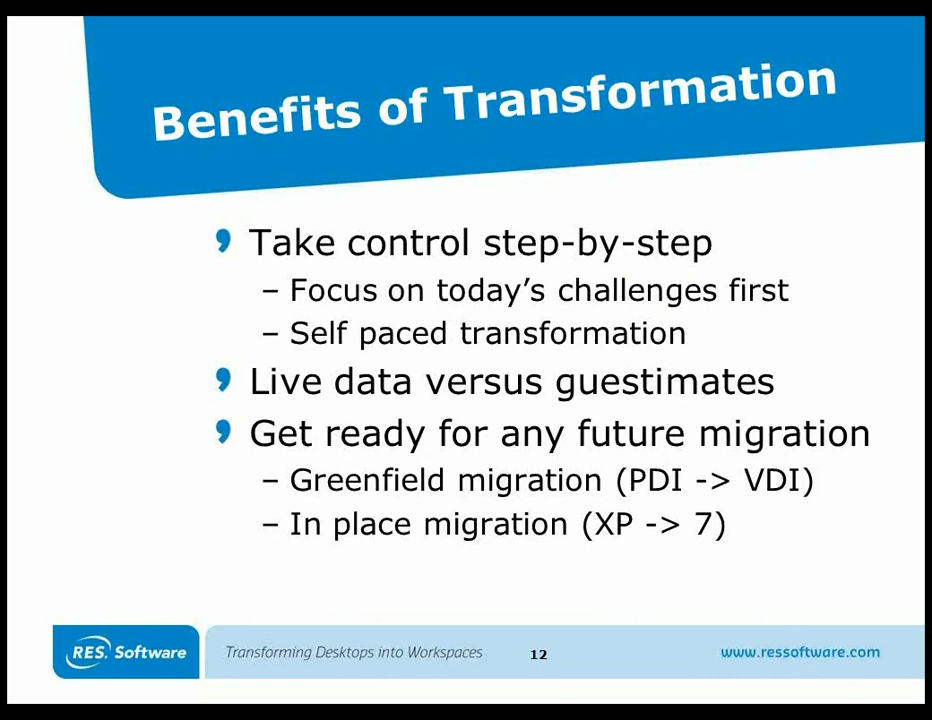 Benefits of Transformation
Take control step-by-step
– Focus on today’s challenges first
– Self paced transformation
Live data versus guestimates
Get ready for any future migration
– Greenfield migration (PDI -> VDI)
– In place migration (XP -> 7)
RES. Software
Transforming Desktops into Workspaces
12
www.ressoftware.com